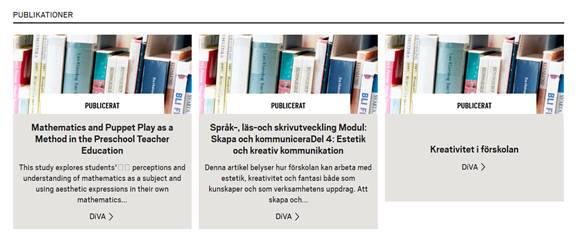 PUBLIKATIONER
PUBLICERAT
Mathematics and Puppet Play as a
Method in the Preschool Teacher
Education
This study explores students'□□ perceptions and
understanding of mathematics as a subject and
using aesthetic expressions in their own
mathematics...
DiVA >
PUBLICERAT
Språk-, läs-och skrivutveckling Modul:
Skapa och kommuniceraDel 4: Estetik
och kreativ kommunikation
Denna artikel belyser hur förskolan kan arbeta med
estetik, kreativitet och fantasi både som
kunskaper och som verksamhetens uppdrag. Att
skapa och...
DiVA >
PUBLICERAT
Kreativitet i förskolan
DiVA >